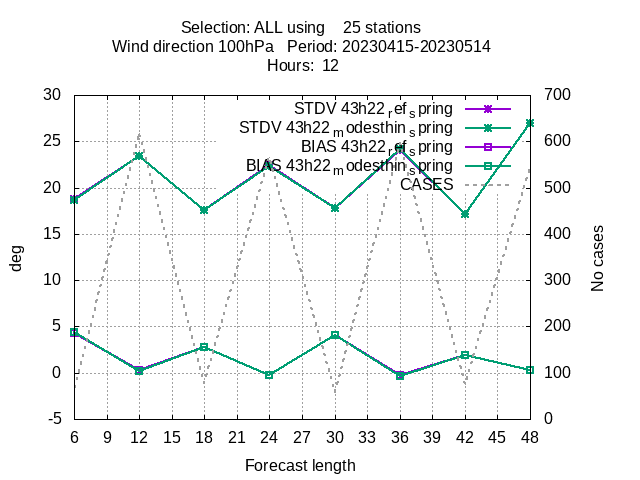 Selection: ALL using    25 stations
Wind direction 100hPa   Period: 20230415-20230514
Hours:  12
STDV 43h22_ref_spring
STDV 43h22_modesthin_spring
BIAS 43h22_ref_spring
BIAS 43h22_modesthin_spring
CASES
30
25
20
15
10
5
0
-5
deg
700
600
500
400
300
200
100
0
No cases
6 9 12 15 18 21 24 27 30 33 36 39 42 45 48
Forecast length